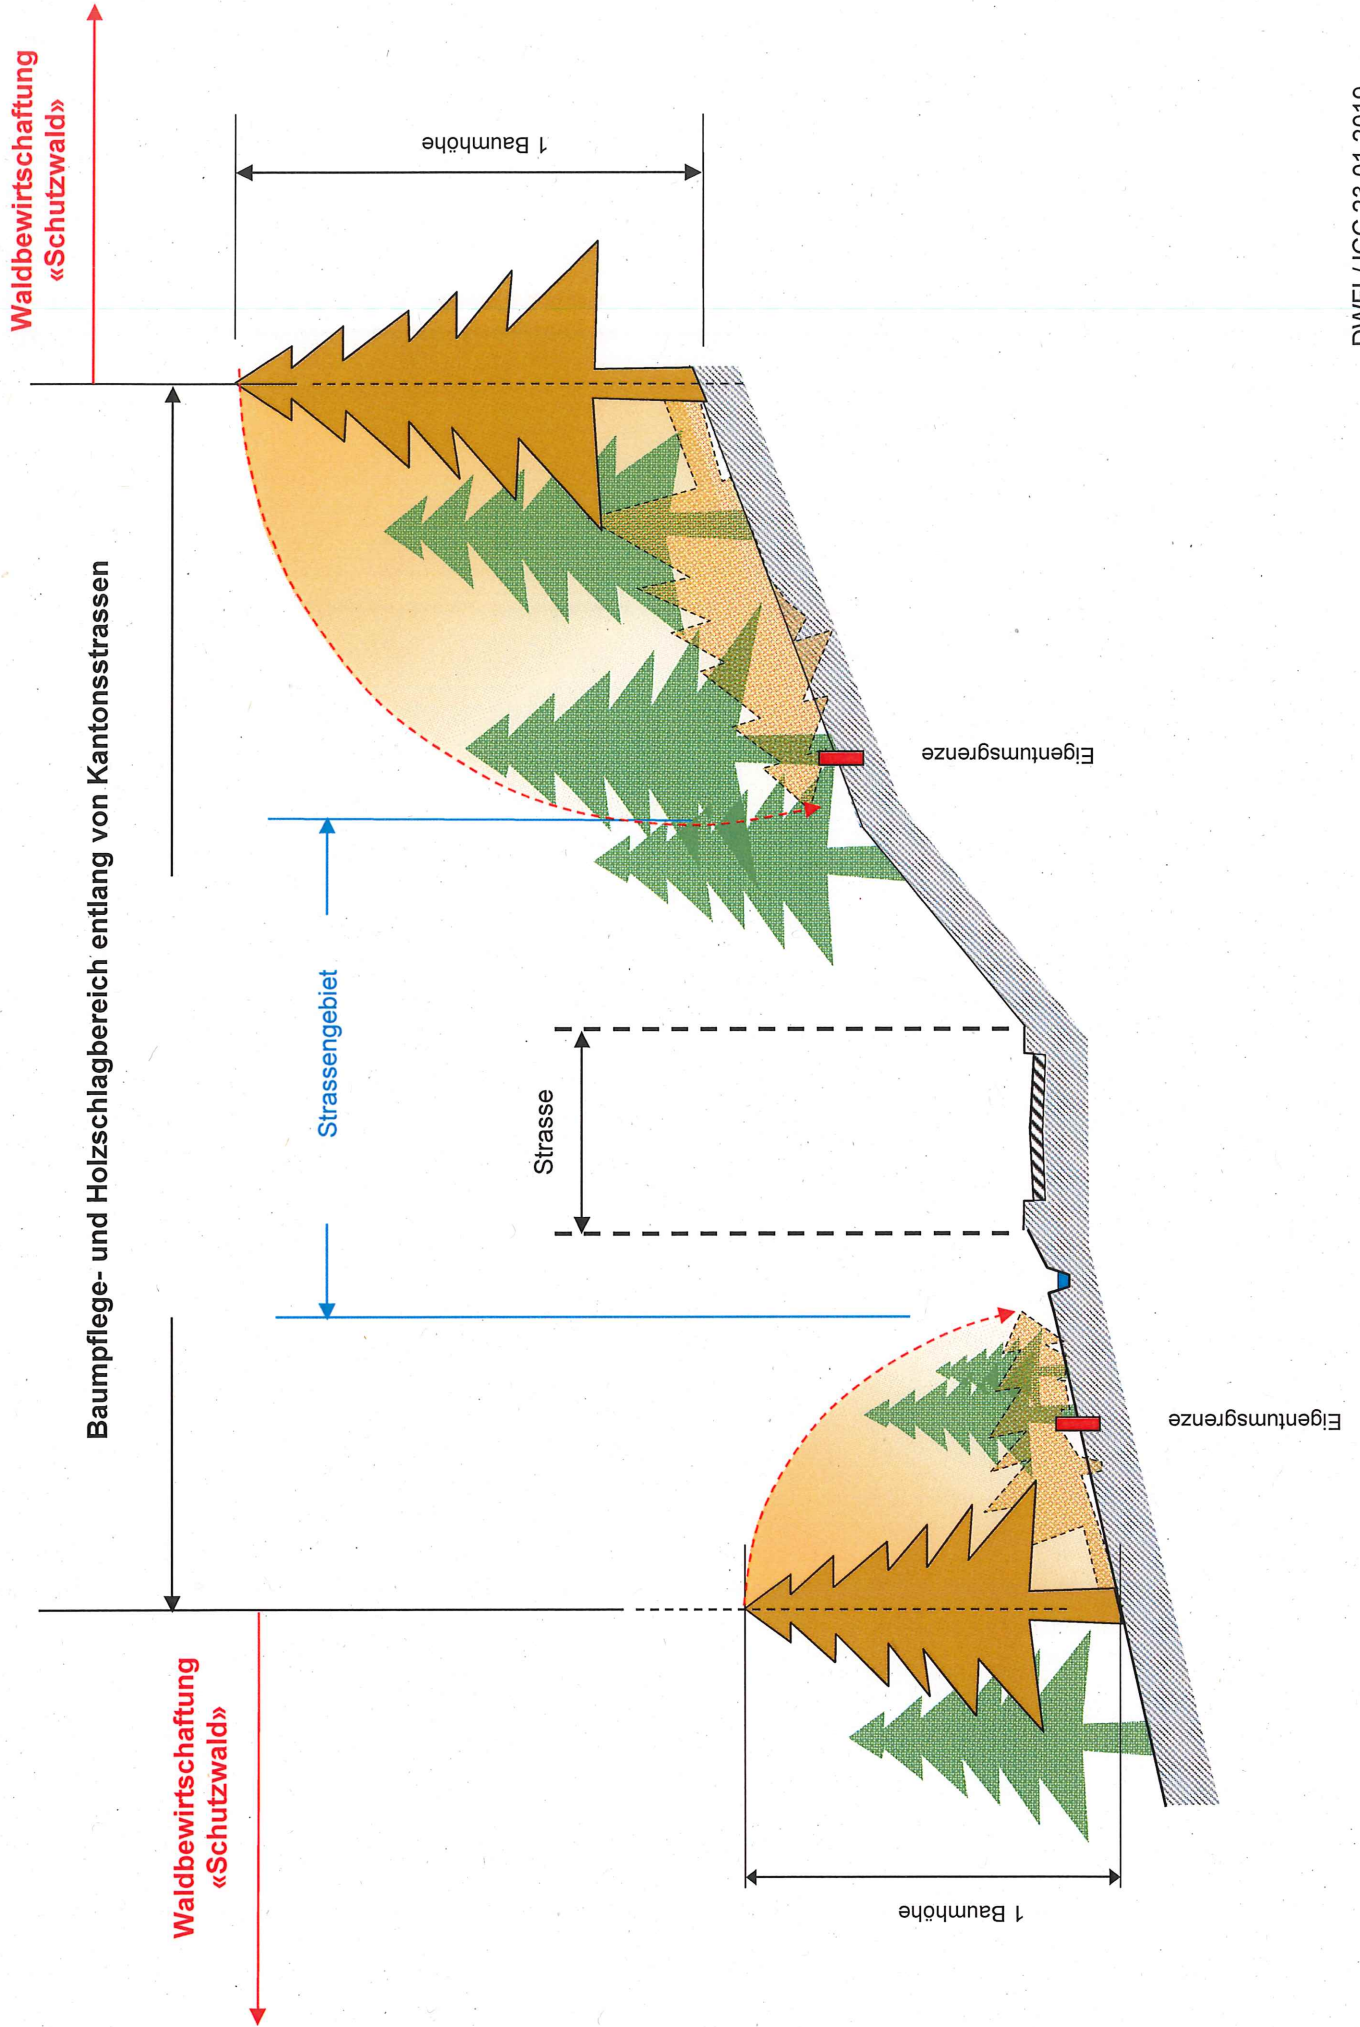 Baumpflege- und Holzschlagbereich entlang von Kantonsstrassen
Waldbewirtschaftung
«Schutzwald»
Waldbewirtschaftung
«Schutzwald»
Strassengebiet
Strasse
1 Baumhöhe
1 Baumhöhe
Eigentumsgrenze
Eigentumsgrenze